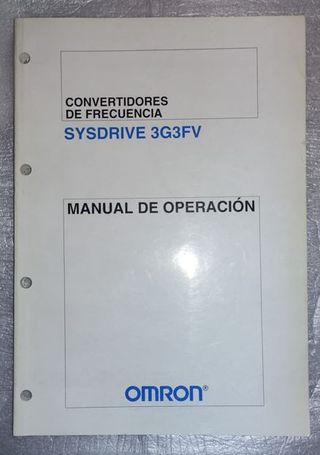 CONVERTIDORES
DE FRECUENCIA
SYSDRIVE 3G3FV
MANUAL DE OPERACIÓN
OMRON®